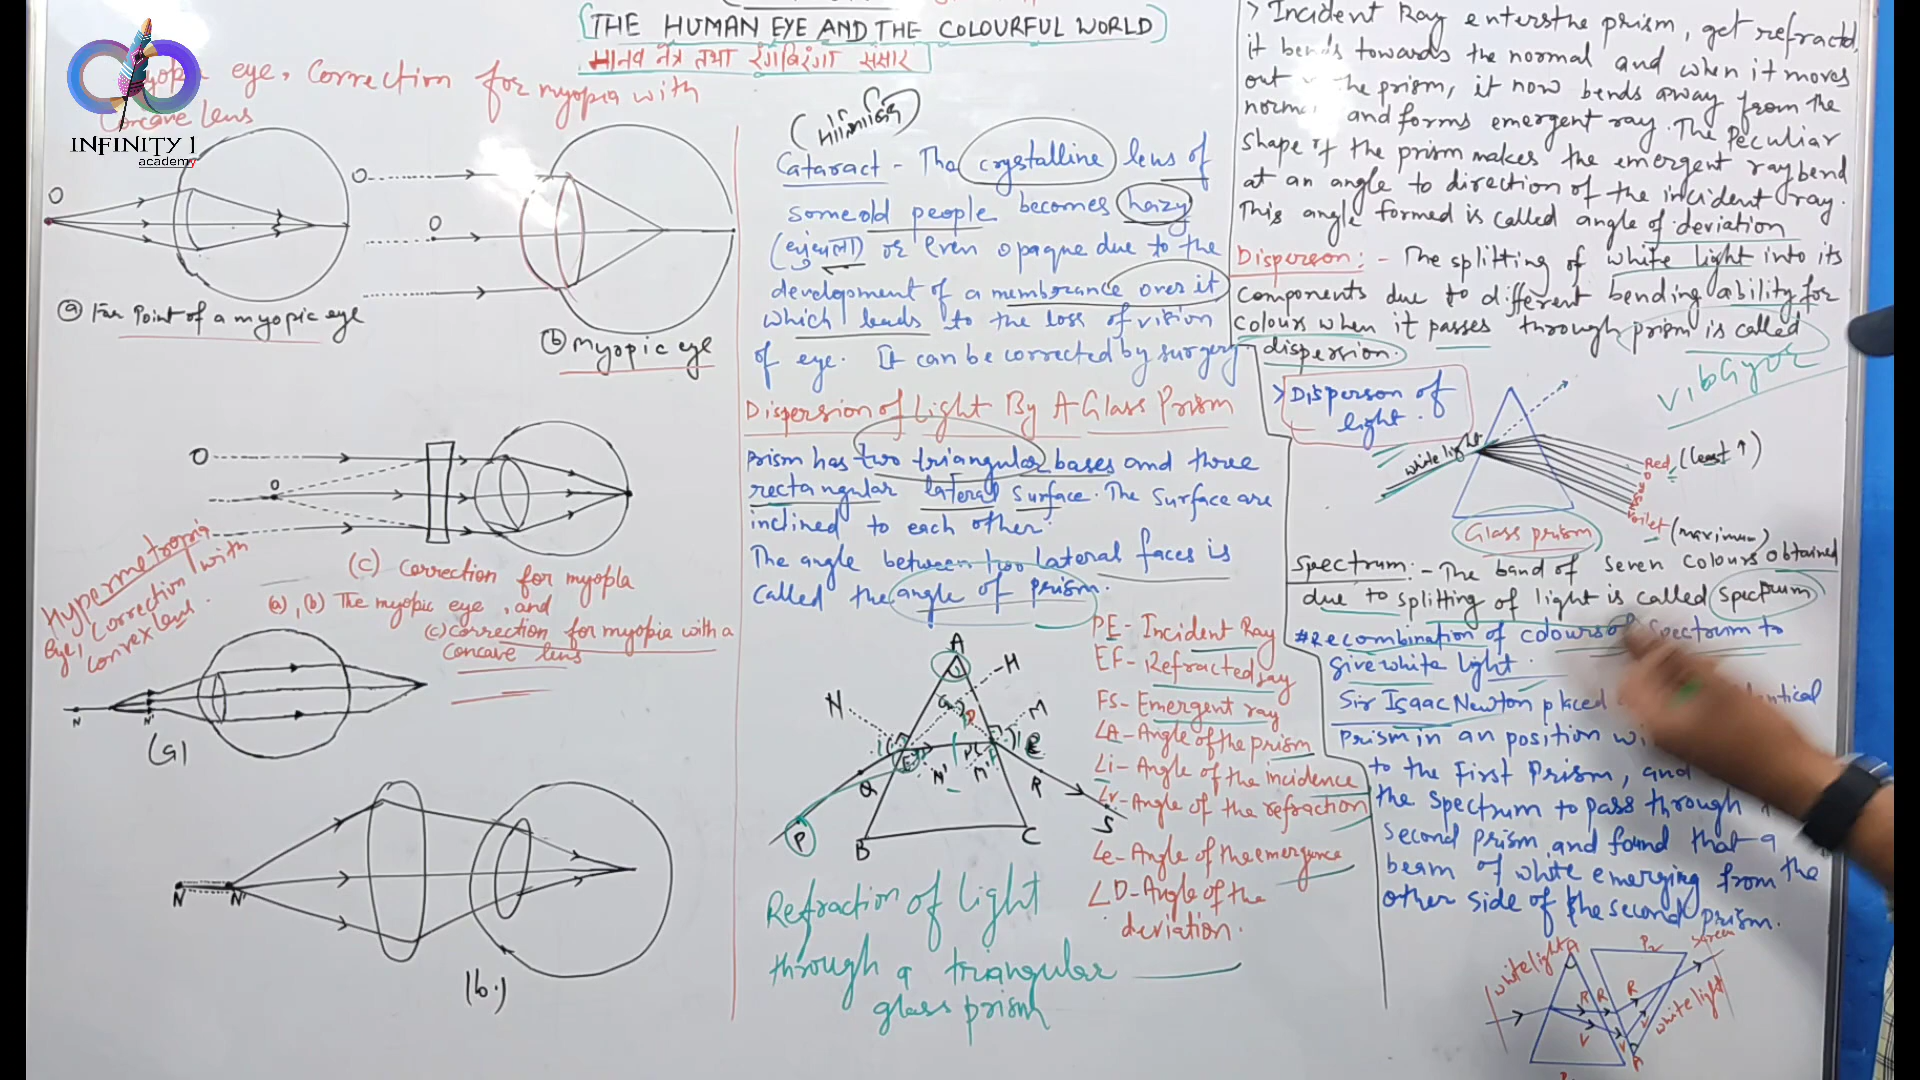 THE HUMAN EYE AND THE COLOURFUL WORLD
मानव नेत्र तथा रंगबिरंगा संसार
eye, Correction for myopia with
Concave lens
INFINITY 1
academy
O
O
O
(a) Far Point of a myopic eye
(b) myopic eye
O
O
(c) correction for myopia
(a), (b) The myopic eye, and
(c) correction for myopia with a
concave lens
Hypermetropia
Eye, correction with
convex lens.
N
N'
(a)
N
N'
(b.)
(मोतियाबिंद)
Cataract - The crystalline lens of
some old people becomes haizy
(धुंधला) or even opaque due to the
development of a membrance over it
which leads to the loss of vision
of eye. It can be corrected by surgery
Dispersion of Light By A Glass Prism
prism has two triangular bases and three
rectangular lateral surface. The surface are
inclined to each other.
The angle between two lateral faces is
called the angle of prism.
A
H
N
M
G
D
E
N'
M'
Q
R
P
S
B
C
PE - Incident Ray
EF - Refracted ray
FS - Emergent ray
∠A - Angle of the prism
∠i - Angle of the incidence
∠r - Angle of the refraction
∠e - Angle of the emergence
∠D - Angle of the
deviation.
Refraction of light
through a triangular
glass prism
> Incident Ray enters the prism, get refractd,
it bends towards the normal and when it moves
out the prism, it now bends away from the
and forms emergent ray. The Peculiar
shape of the prism makes the emergent ray bend
at an angle to direction of the incident ray.
This angle formed is called angle of deviation
Disperson: - The splitting of white light into its
components due to different bending ability for
colours when it passes through prism is called
dispersion.
VIBGYOR
> Disperson of
light.
white light
Red (least ↑)
Voilet (maximum)
Glass prism
Spectrum: - The band of seven colours obtained
due to splitting of light is called spectrum
# Recombination of colours of spectrum to
give white light.
Sir Isaac Newton placed
Prism in an position
to the First Prism, and
the spectrum to pass through
second prism and found that a
beam of white emerging from the
other side of the second prism.
white light
A
P2
screen
R
R
R
V
V
V
white light
A